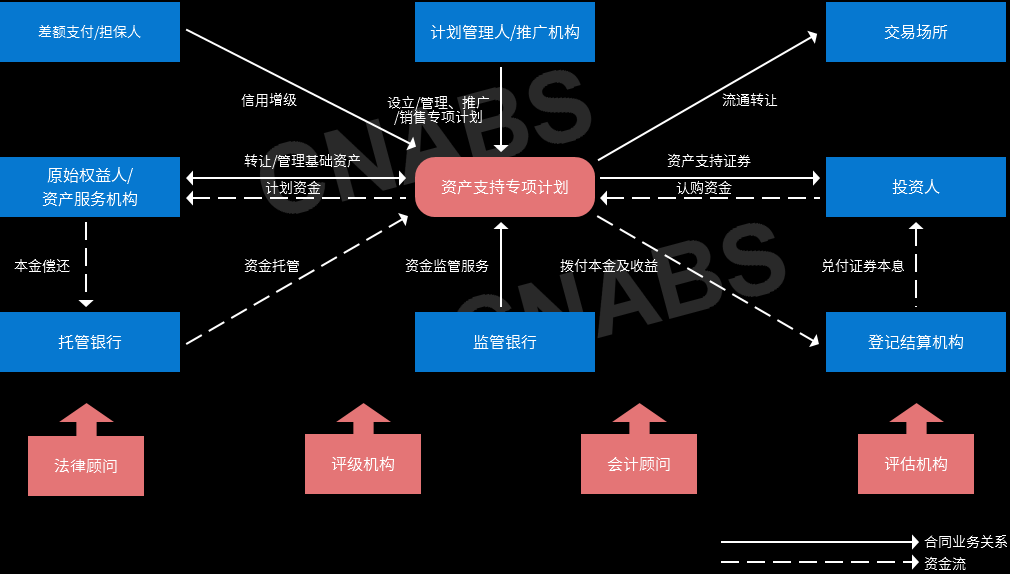 差额支付/担保人
计划管理人/推广机构
交易场所
信用增级
设立/管理、推广
/销售专项计划
流通转让
原始权益人/
资产服务机构
转让/管理基础资产
计划资金
资产支持专项计划
资产支持证券
认购资金
投资人
本金偿还
资金托管
资金监管服务
拨付本金及收益
兑付证券本息
托管银行
监管银行
登记结算机构
法律顾问
评级机构
会计顾问
评估机构
合同业务关系
资金流
CNABS
CNABS